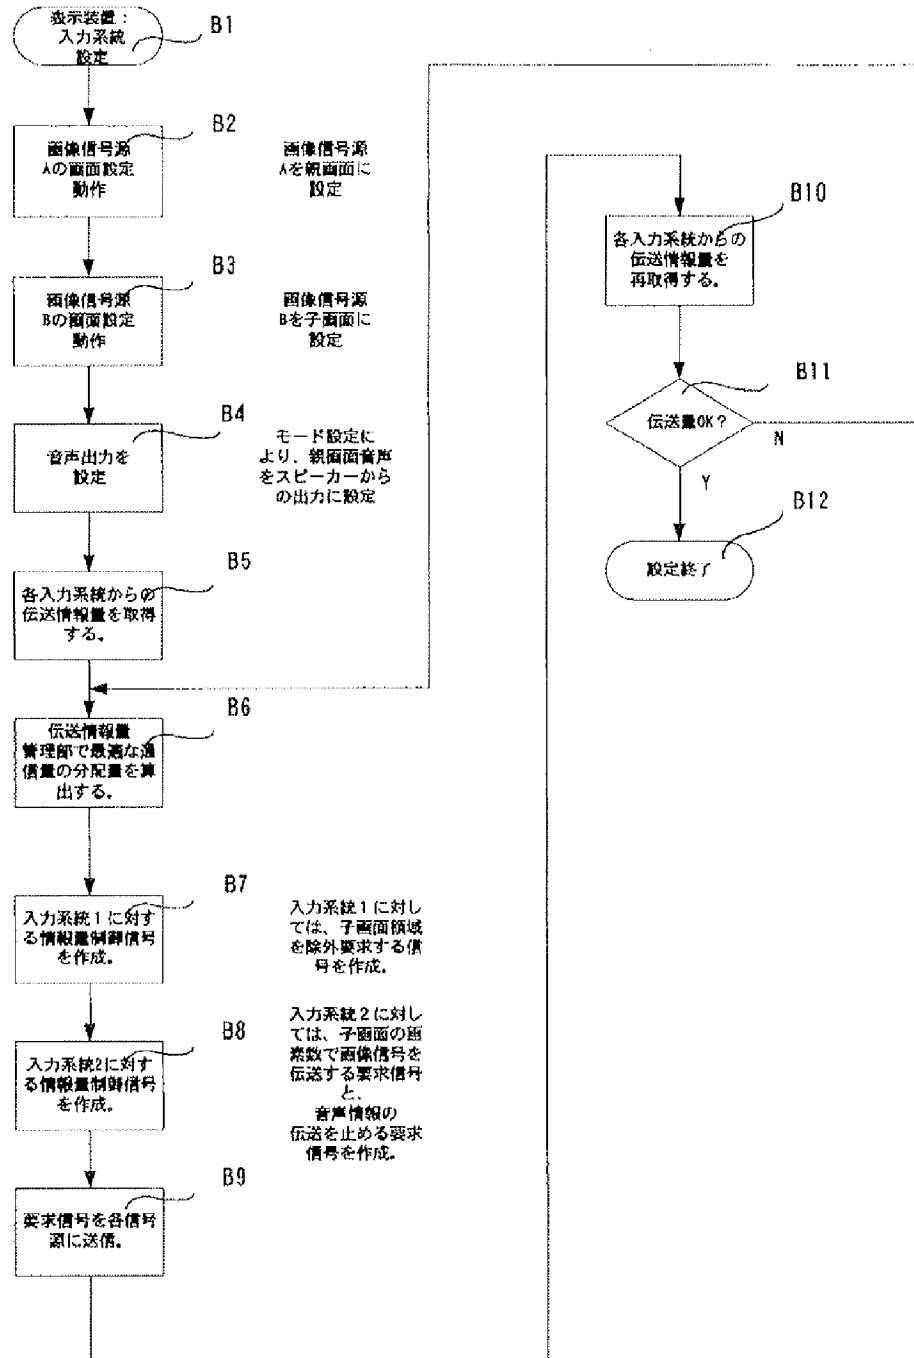 表示装置：
入力系統
設定
B1
B2
画像信号源
Aの画面設定
動作
画像信号源
Aを親画面に
設定
B3
画像信号源
Bの画面設定
動作
画像信号源
Bを子画面に
設定
B4
音声出力を
設定
モード設定に
より、親画面音声
をスピーカーから
の出力に設定
B5
各入力系統からの
伝送情報量を取得
する。
B6
伝送情報量
管理部で最適な通
信量の分配量を算
出する。
B7
入力系統1に対す
る情報量制御信号
を作成。
入力系統1に対し
ては、子画面領域
を除外要求する信
号を作成。
B8
入力系統2に対す
る情報量制御信号
を作成。
入力系統2に対し
ては、子画面の画
素数で画像信号を
伝送する要求信号
と、
音声情報の
伝送を止める要求
信号を作成。
B9
要求信号を各信号
源に送信。
B10
各入力系統からの
伝送情報量を
再取得する。
B11
伝送量OK？
N
Y
B12
設定終了